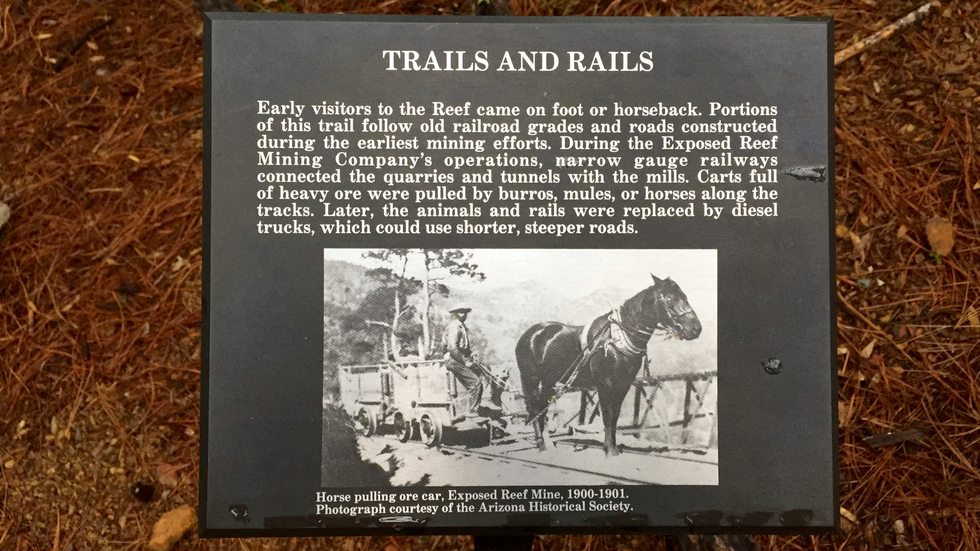 TRAILS AND RAILS
Early visitors to the Reef came on foot or horseback. Portions
of this trail follow old railroad grades and roads constructed
during the earliest mining efforts. During the Exposed Reef
Mining Company's operations, narrow gauge railways
connected the quarries and tunnels with the mills. Carts full
of heavy ore were pulled by burros, mules, or horses along the
tracks. Later, the animals and rails were replaced by diesel
trucks, which could use shorter, steeper roads.
Horse pulling ore car, Exposed Reef Mine, 1900-1901.
Photograph courtesy of the Arizona Historical Society.